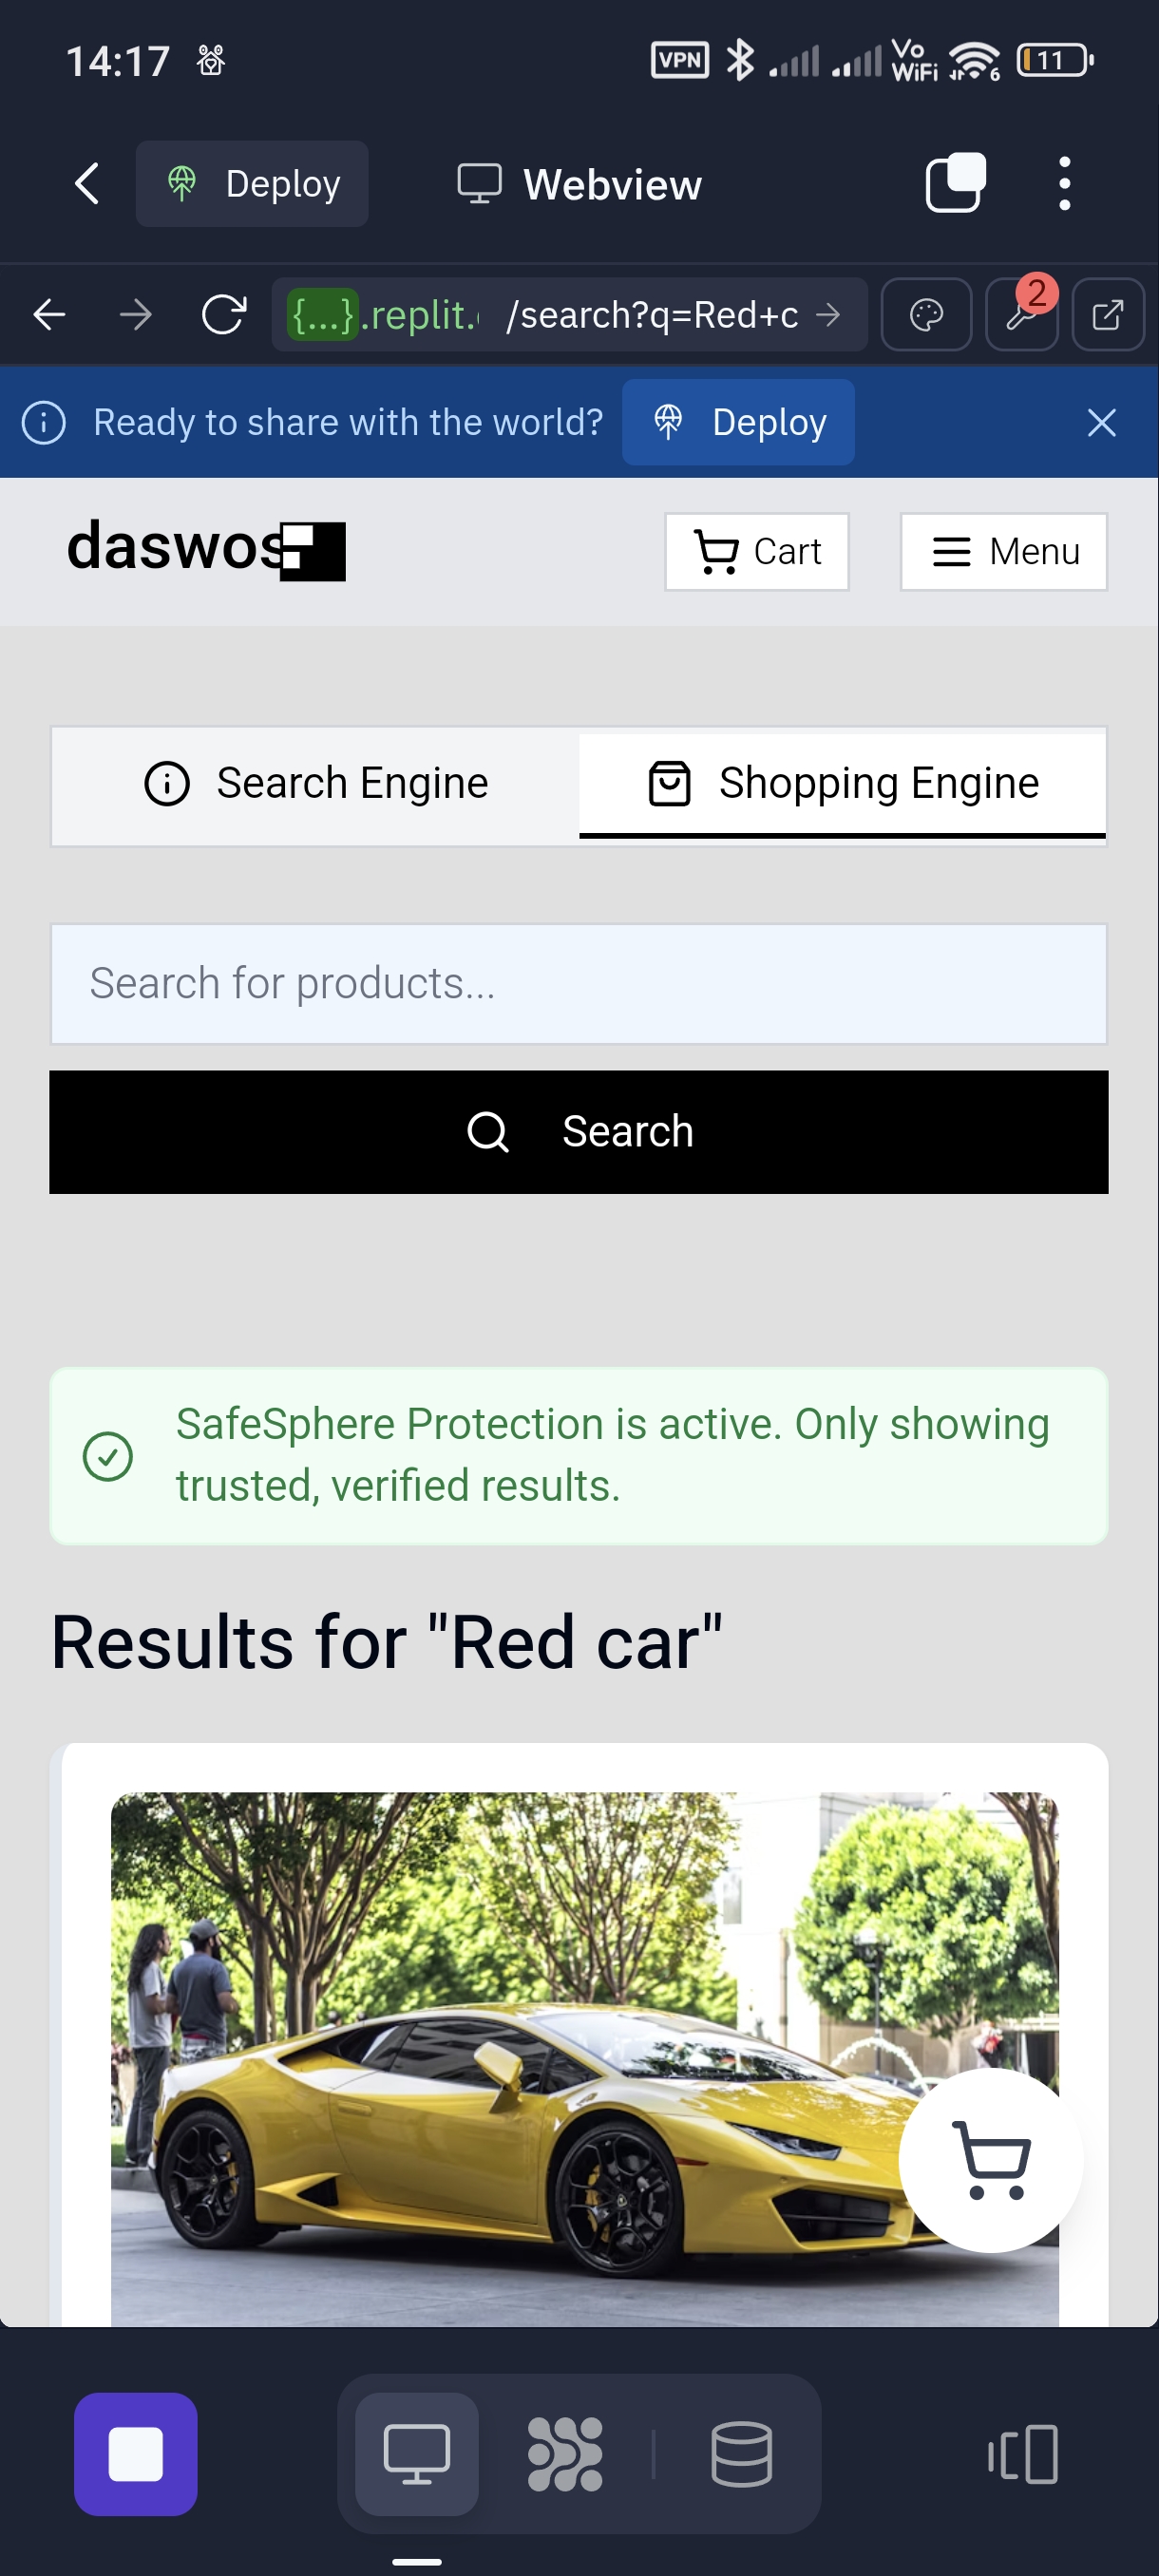 14:17
VPN
Vo
WiFi
6
11
Deploy
Webview
{...}.replit.
/search?q=Red+c
2
Ready to share with the world?
Deploy
daswos
Cart
Menu
Search Engine
Shopping Engine
Search for products...
Search
SafeSphere Protection is active. Only showing
trusted, verified results.
Results for "Red car"